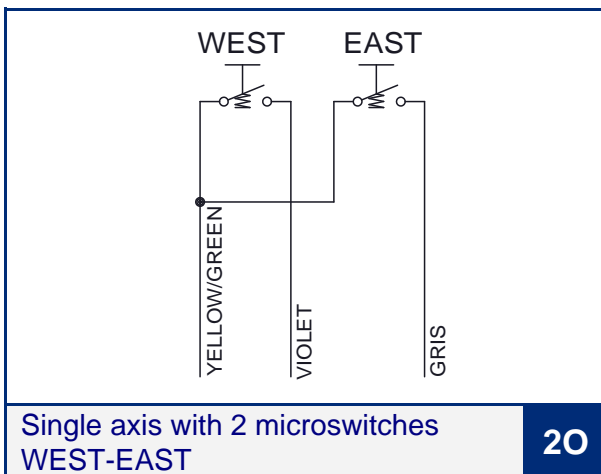 WEST
EAST
YELLOW/GREEN
VIOLET
GRIS
Single axis with 2 microswitches
WEST-EAST
2O